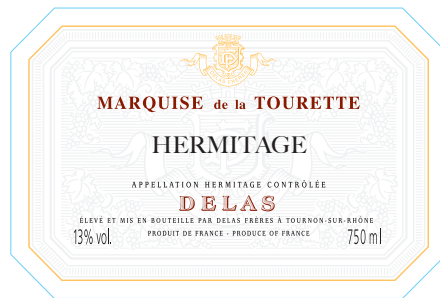 MARQUISE de la TOURETTE
HERMITAGE
APPELLATION HERMITAGE CONTRÔLÉE
DELAS
ÉLEVÉ ET MIS EN BOUTEILLE PAR DELAS FRÈRES À TOURNON-SUR-RHÔNE
13% vol. PRODUIT DE FRANCE - PRODUCE OF FRANCE 750 ml